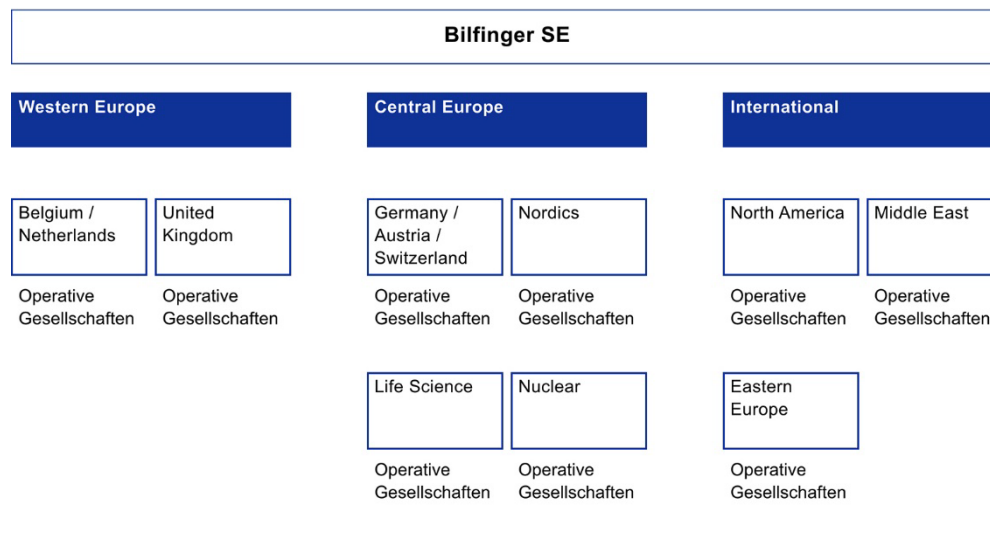 Bilfinger SE
Western Europe
Central Europe
International
Belgium /
Netherlands
United
Kingdom
Germany /
Austria /
Switzerland
Nordics
North America
Middle East
Operative
Gesellschaften
Operative
Gesellschaften
Operative
Gesellschaften
Operative
Gesellschaften
Operative
Gesellschaften
Operative
Gesellschaften
Life Science
Nuclear
Eastern
Europe
Operative
Gesellschaften
Operative
Gesellschaften
Operative
Gesellschaften